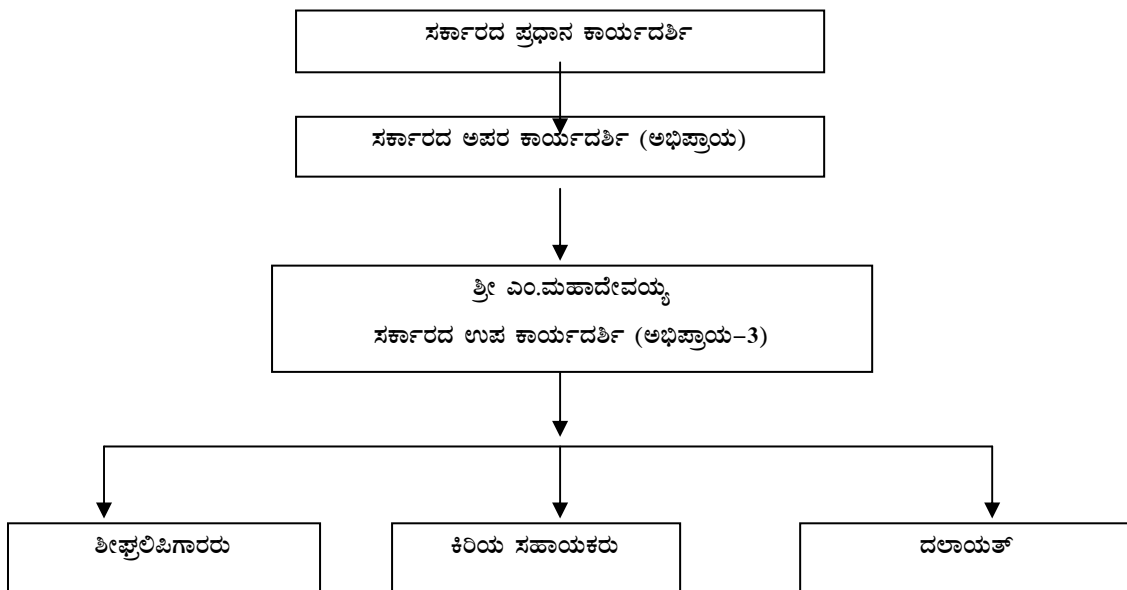 ಸರ್ಕಾರದ ಪ್ರಧಾನ ಕಾರ್ಯದರ್ಶಿ
ಸರ್ಕಾರದ ಅಪರ ಕಾರ್ಯದರ್ಶಿ (ಅಭಿಪ್ರಾಯ)
ಶ್ರೀ ಎಂ.ಮಹಾದೇವಯ್ಯ
ಸರ್ಕಾರದ ಉಪ ಕಾರ್ಯದರ್ಶಿ (ಅಭಿಪ್ರಾಯ-3)
ಶೀಘ್ರಲಿಪಿಗಾರರು
ಕಿರಿಯ ಸಹಾಯಕರು
ದಲಾಯತ್